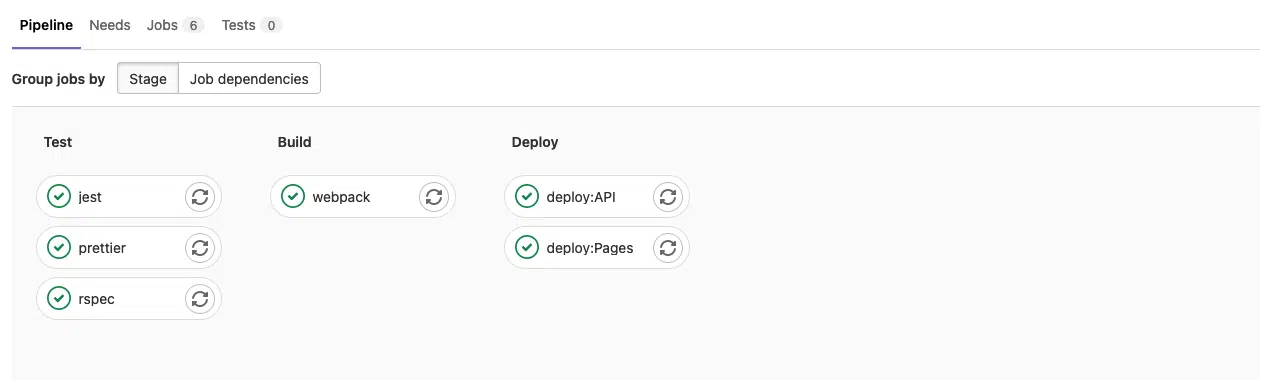 Pipeline Needs Jobs 6 Tests 0
Group jobs by Stage Job dependencies
Test Build Deploy
jest webpack deploy:API
prettier deploy:Pages
rspec